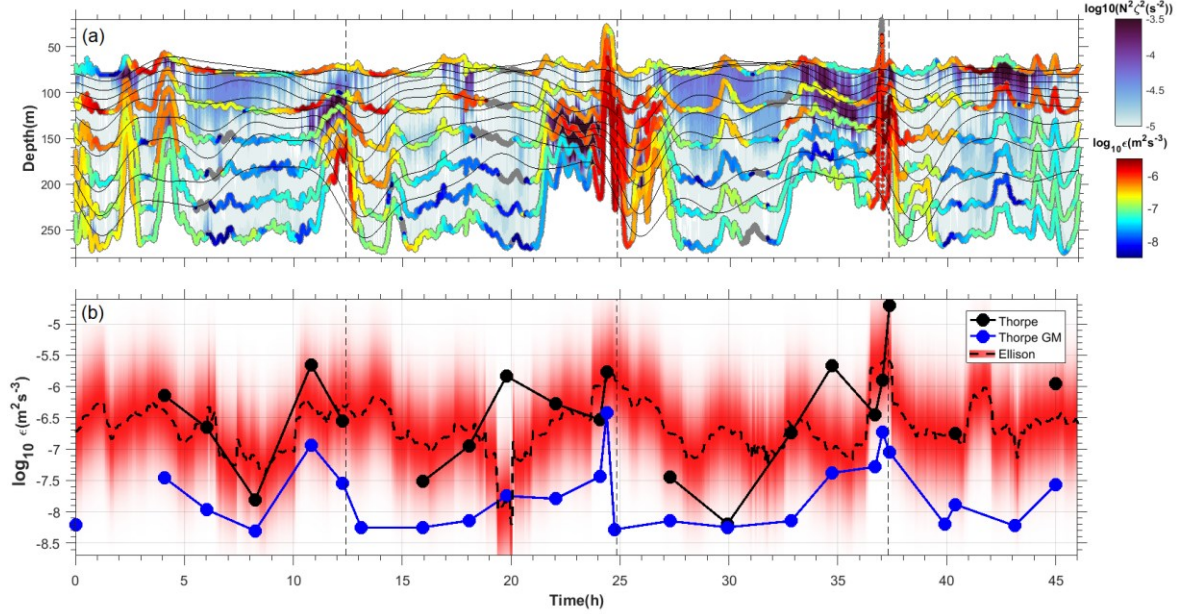 log10(N²ζ²(s⁻²))
(a)
50
100
150
200
250
Depth(m)
-3.5
-4
-4.5
-5
log₁₀ϵ(m²s⁻³)
-6
-7
-8
(b)
Thorpe
Thorpe GM
Ellison
-5
-5.5
-6
-6.5
-7
-7.5
-8
-8.5
log₁₀ ϵ(m²s⁻³)
0 5 10 15 20 25 30 35 40 45
Time(h)